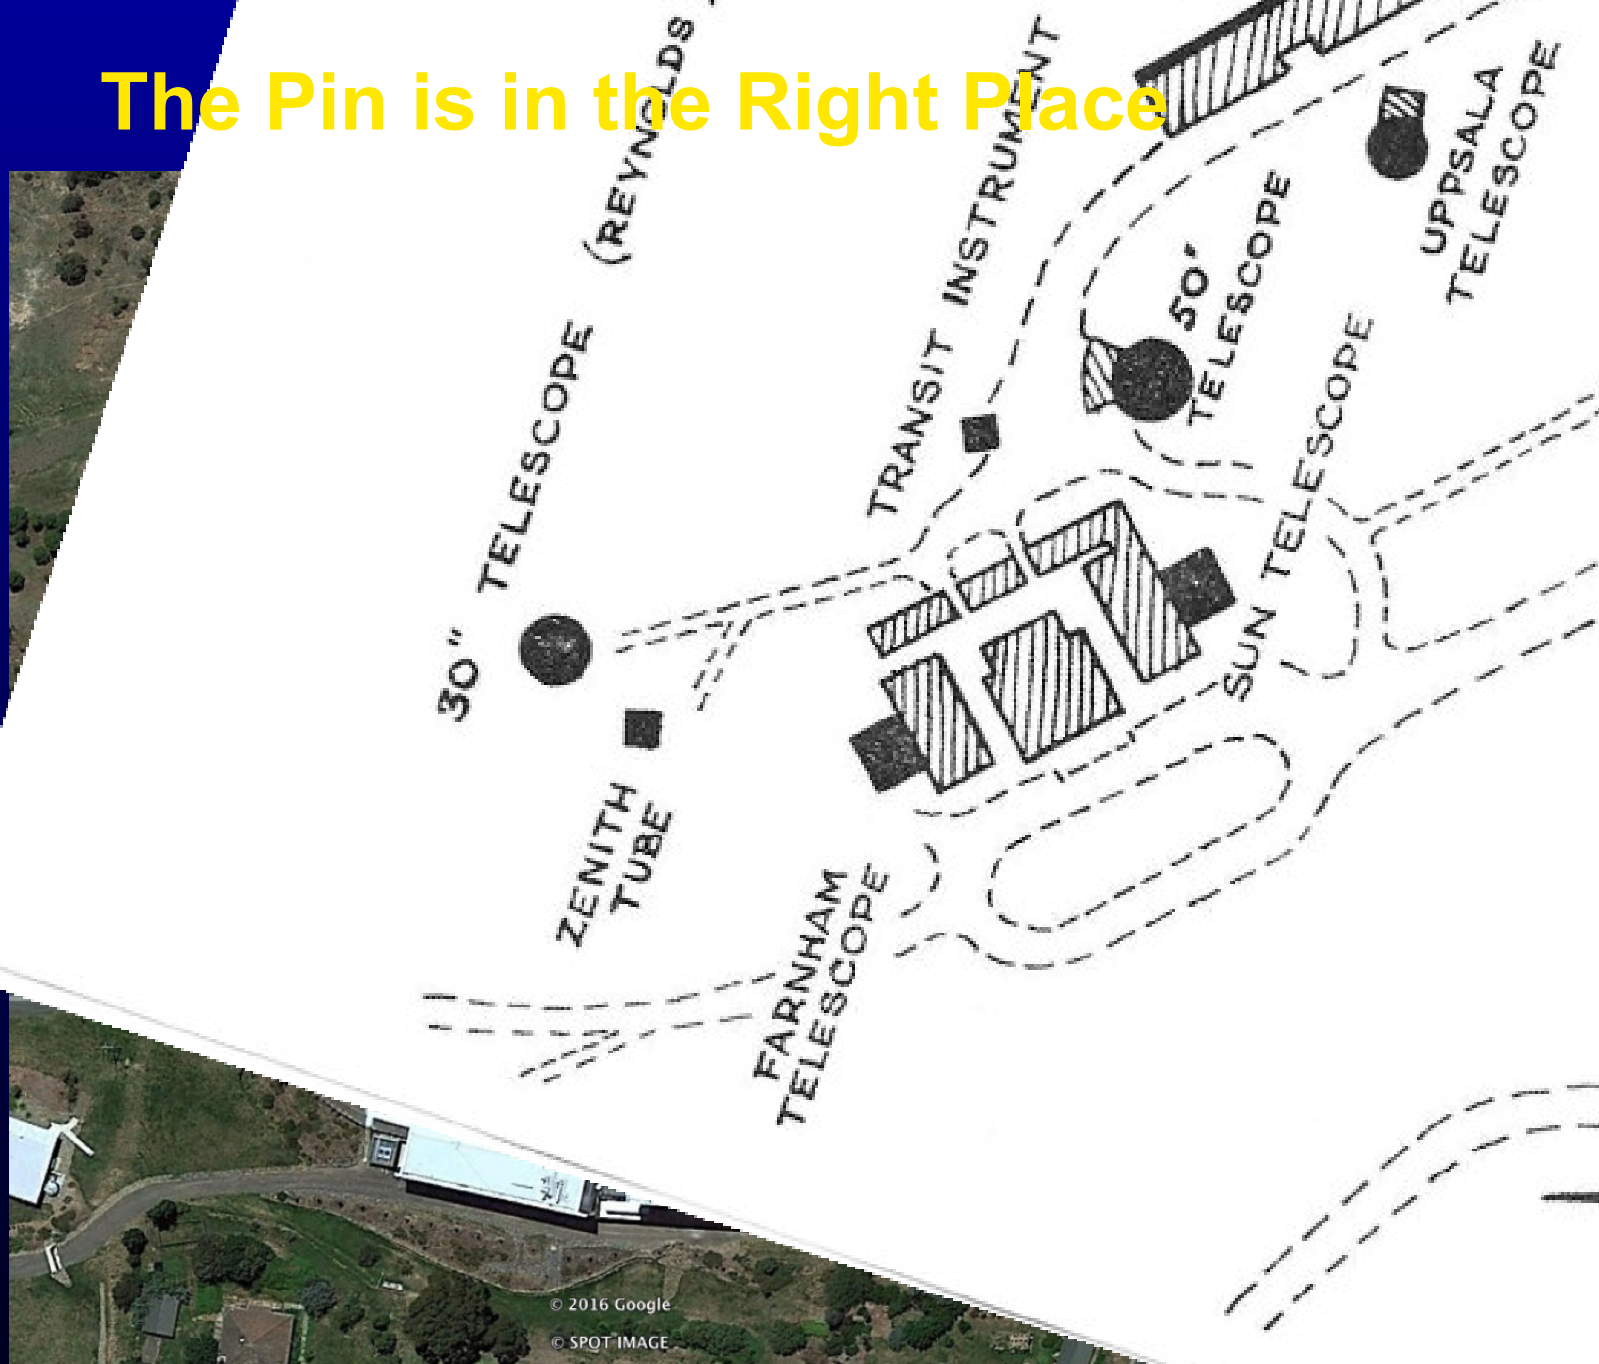 The Pin is in the Right Place
30" TELESCOPE (REYNOLDS
TRANSIT INSTRUMENT
50"
TELESCOPE
UPPSALA
TELESCOPE
SUN TELESCOPE
ZENITH
TUBE
FARNHAM
TELESCOPE
© 2016 Google
© SPOT IMAGE